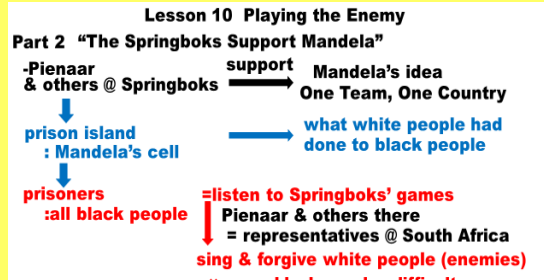 Lesson 10 Playing the Enemy
Part 2 “The Springboks Support Mandela”
-Pienaar
& others @ Springboks
support
Mandela’s idea
One Team, One Country
prison island
: Mandela’s cell
what white people had
done to black people
prisoners
:all black people
=listen to Springboks’ games
Pienaar & others there
= representatives @ South Africa
sing & forgive white people (enemies)